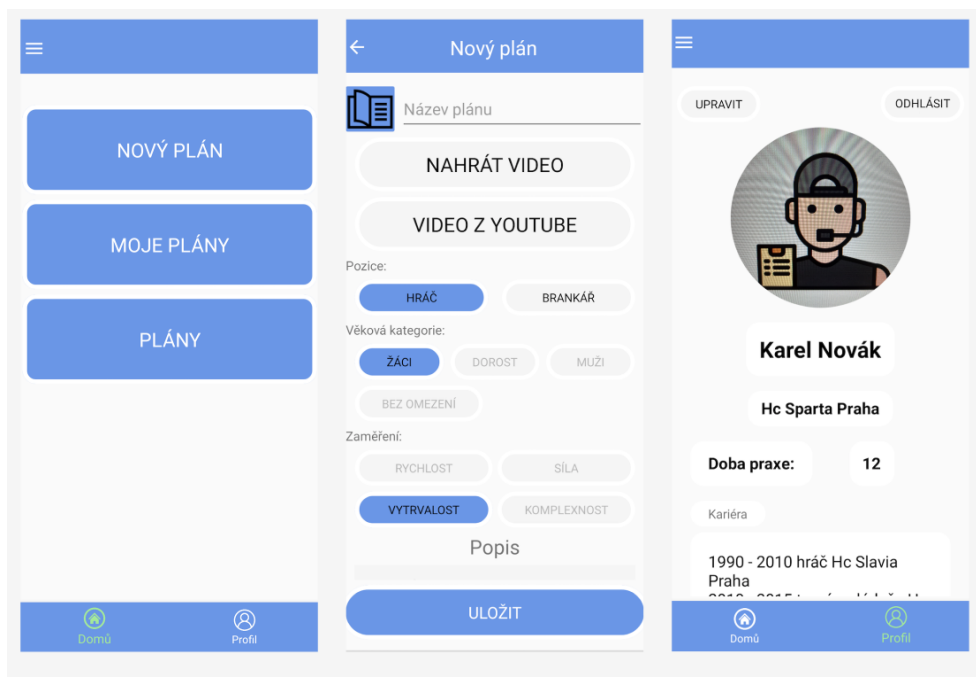 NOVÝ PLÁN
MOJE PLÁNY
PLÁNY
Domů
Profil
Nový plán
Název plánu
NAHRÁT VIDEO
VIDEO Z YOUTUBE
Pozice:
HRÁČ
BRANKÁŘ
Věková kategorie:
ŽÁCI
DOROST
MUŽI
BEZ OMEZENÍ
Zaměření:
RYCHLOST
SÍLA
VYTRVALOST
KOMPLEXNOST
Popis
ULOŽIT
UPRAVIT
ODHLÁSIT
Karel Novák
Hc Sparta Praha
Doba praxe:
12
Kariéra
1990 - 2010 hráč Hc Slavia
Praha
Domů
Profil